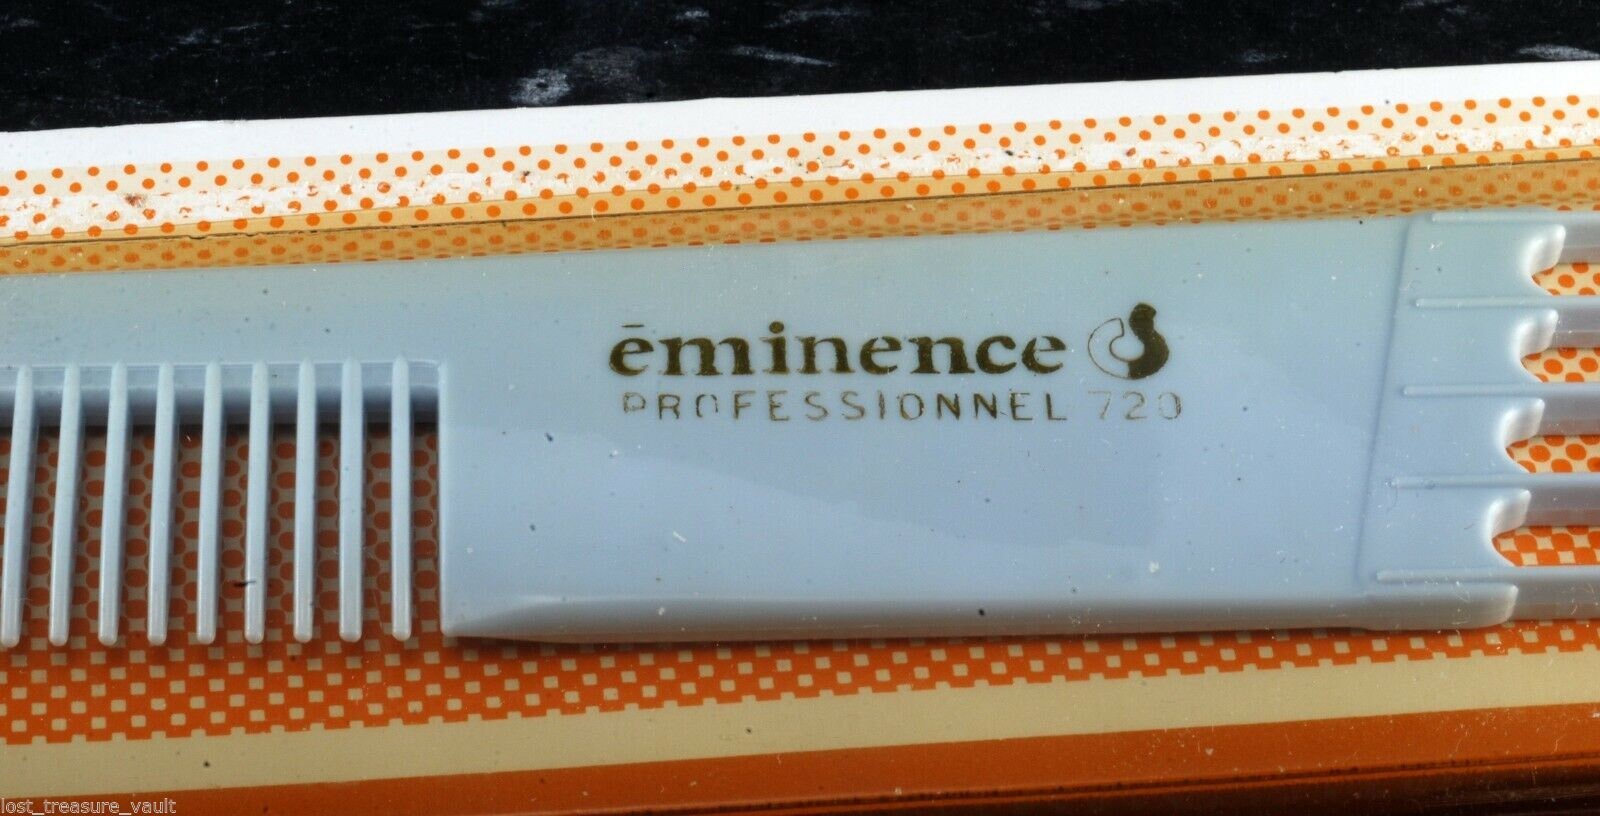 ēminence
PROFESSIONNEL 720
lost_treasure_vault